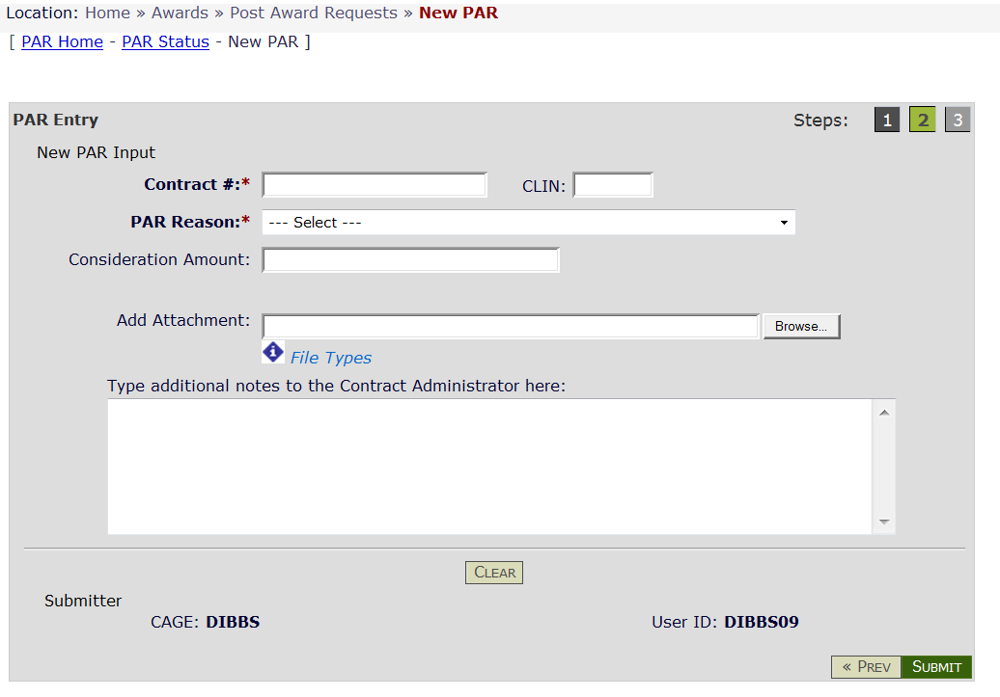 Location: Home » Awards » Post Award Requests » New PAR
[ PAR Home - PAR Status - New PAR ]
PAR Entry Steps: 1 2 3
New PAR Input
Contract #:* CLIN:
PAR Reason:* --- Select ---
Consideration Amount:
Add Attachment: Browse...
i File Types
Type additional notes to the Contract Administrator here:
CLEAR
Submitter
CAGE: DIBBS User ID: DIBBS09
« PREV SUBMIT